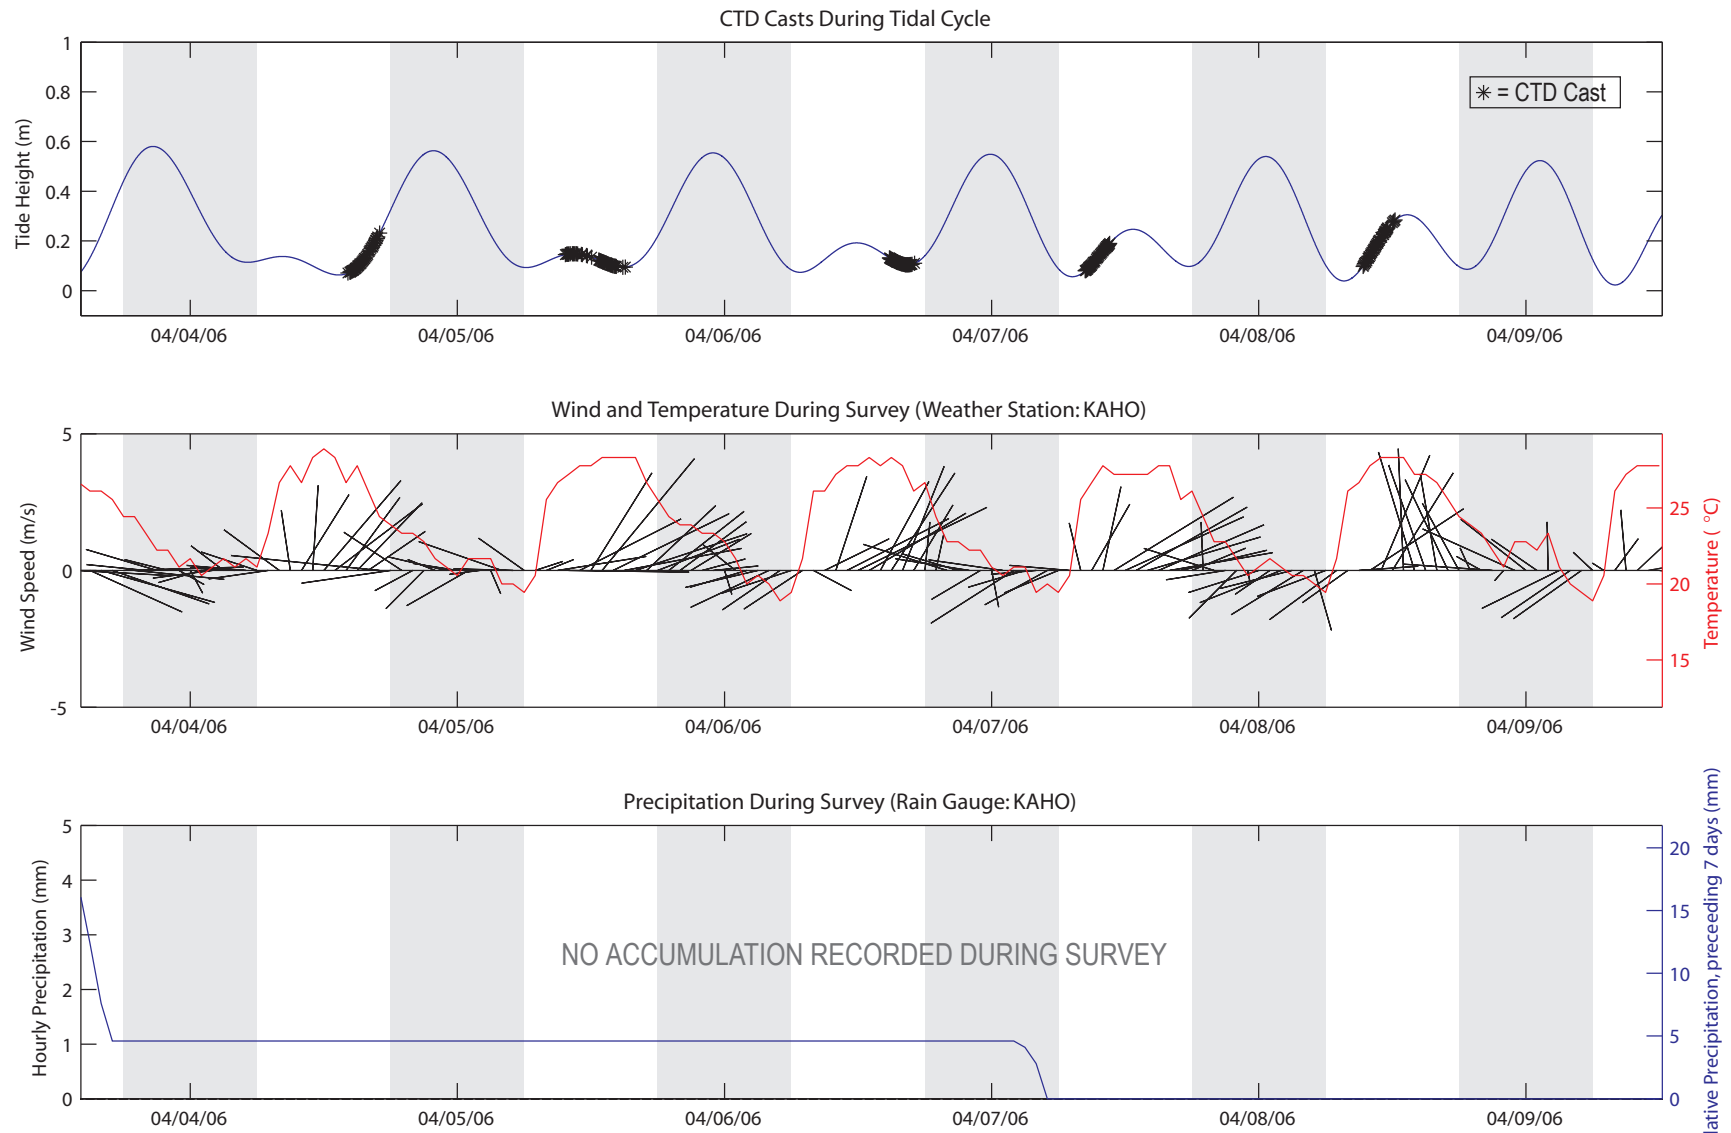 CTD Casts During Tidal Cycle
1
0.8
0.6
0.4
0.2
0
Tide Height (m)
✳ = CTD Cast
04/04/06 04/05/06 04/06/06 04/07/06 04/08/06 04/09/06
Wind and Temperature During Survey (Weather Station: KAHO)
5
0
-5
Wind Speed (m/s)
25
20
15
Temperature ( °C)
04/04/06 04/05/06 04/06/06 04/07/06 04/08/06 04/09/06
Precipitation During Survey (Rain Gauge: KAHO)
5
4
3
2
1
0
Hourly Precipitation (mm)
NO ACCUMULATION RECORDED DURING SURVEY
20
15
10
5
0
lative Precipitation, preceeding 7 days (mm)
04/04/06 04/05/06 04/06/06 04/07/06 04/08/06 04/09/06